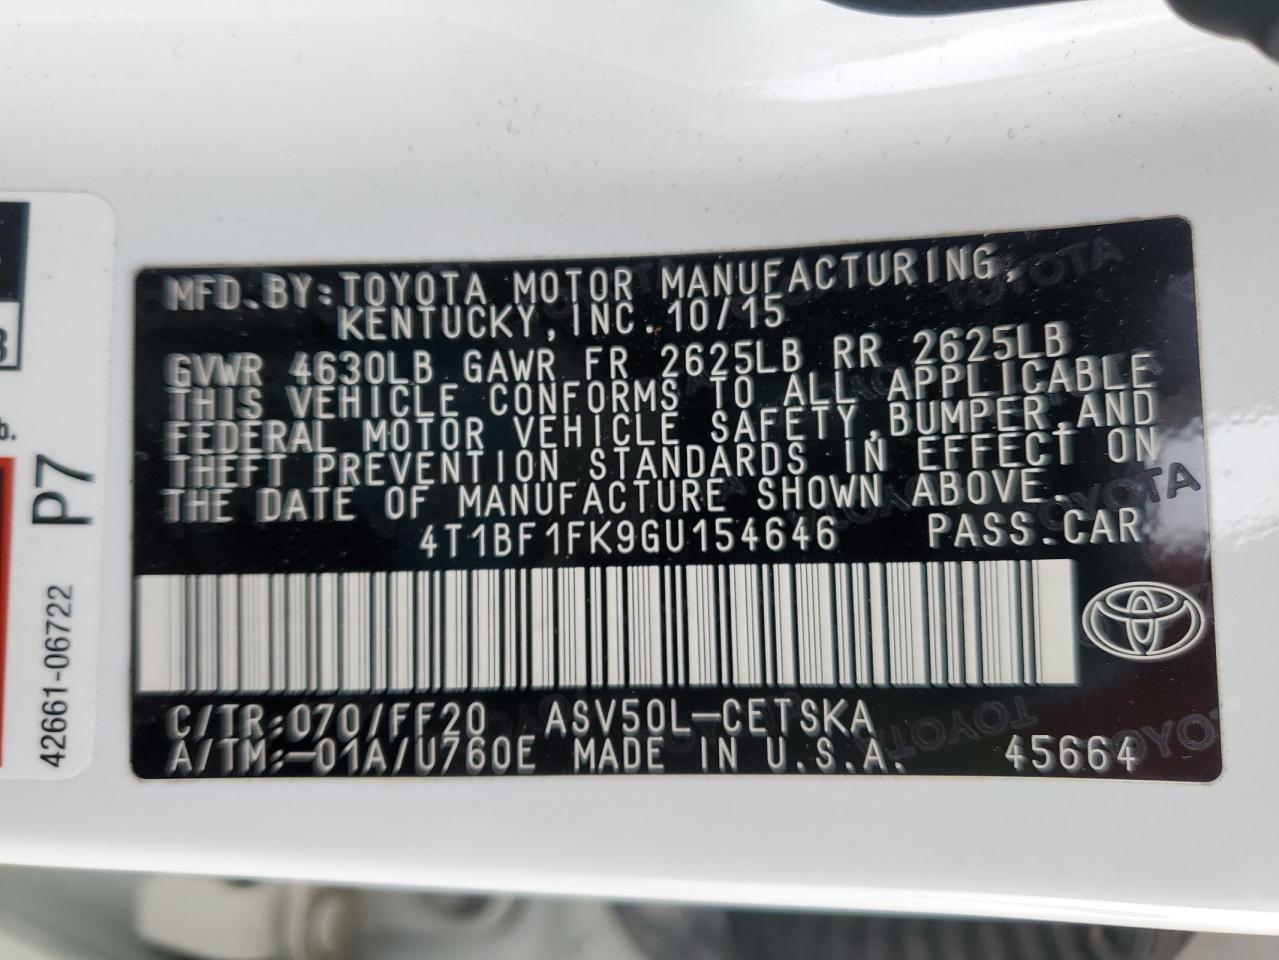 MFD.BY:TOYOTA MOTOR MANUFACTURING,
KENTUCKY,INC.10/15
GVWR 4630LB GAWR FR 2625LB RR 2625LB
THIS VEHICLE CONFORMS TO ALL APPLICABLE
FEDERAL MOTOR VEHICLE SAFETY,BUMPER,AND
THEFT PREVENTION STANDARDS IN EFFECT ON
THE DATE OF MANUFACTURE SHOWN ABOVE.
4T1BF1FK9GU154646 PASS.CAR
C/TR:070/FF20 ASV50L-CETSKA
A/TM:-01A/U760E MADE IN U.S.A. 45664
P7
42661-06722
TOYOTA
TOYOTA
TOYOTA